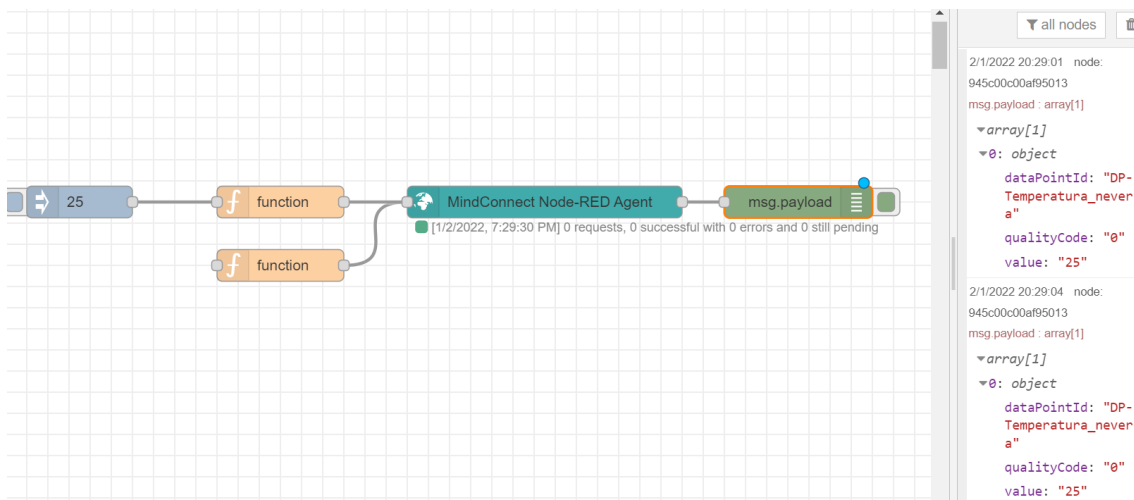 25
function
MindConnect Node-RED Agent
msg.payload
[1/2/2022, 7:29:30 PM] 0 requests, 0 successful with 0 errors and 0 still pending
function
all nodes
2/1/2022 20:29:01 node:
945c00c00af95013
msg.payload : array[1]
array[1]
0: object
dataPointId: "DP-
Temperatura_never
a"
qualityCode: "0"
value: "25"
2/1/2022 20:29:04 node:
945c00c00af95013
msg.payload : array[1]
array[1]
0: object
dataPointId: "DP-
Temperatura_never
a"
qualityCode: "0"
value: "25"